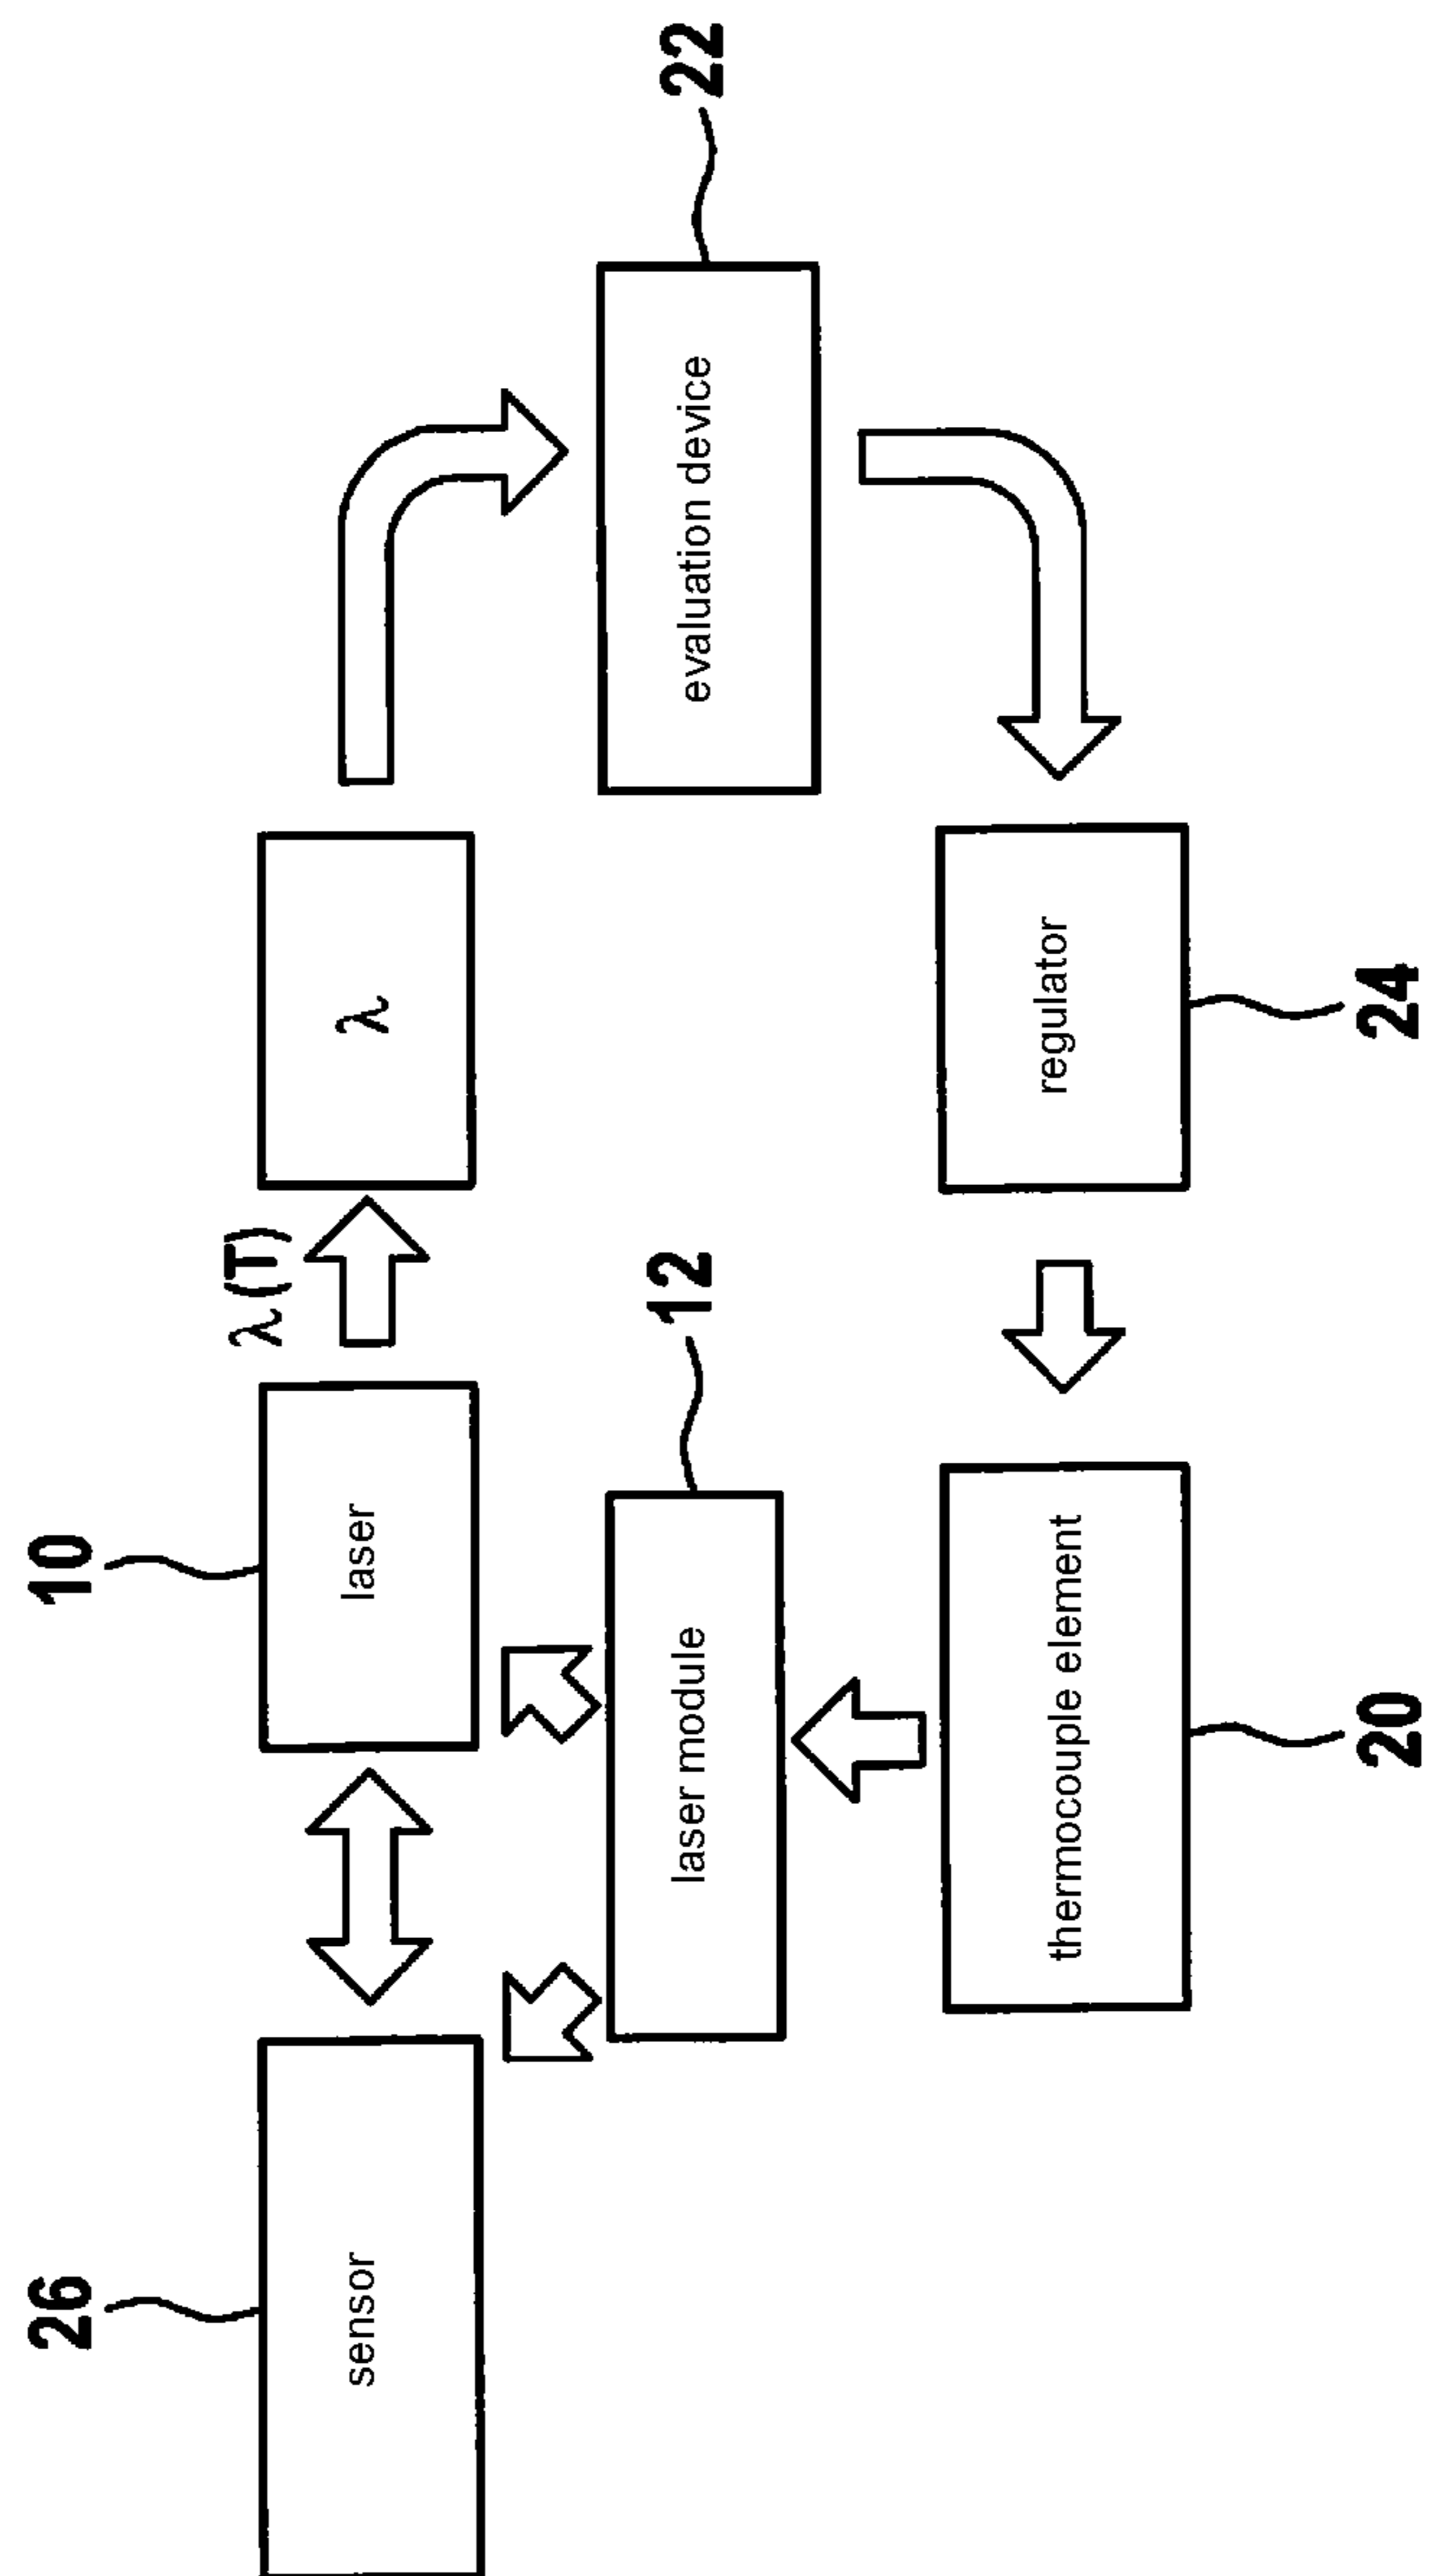 26
10
λ (T)
sensor
laser
λ
laser module
12
evaluation device
22
thermocouple element
regulator
20
24